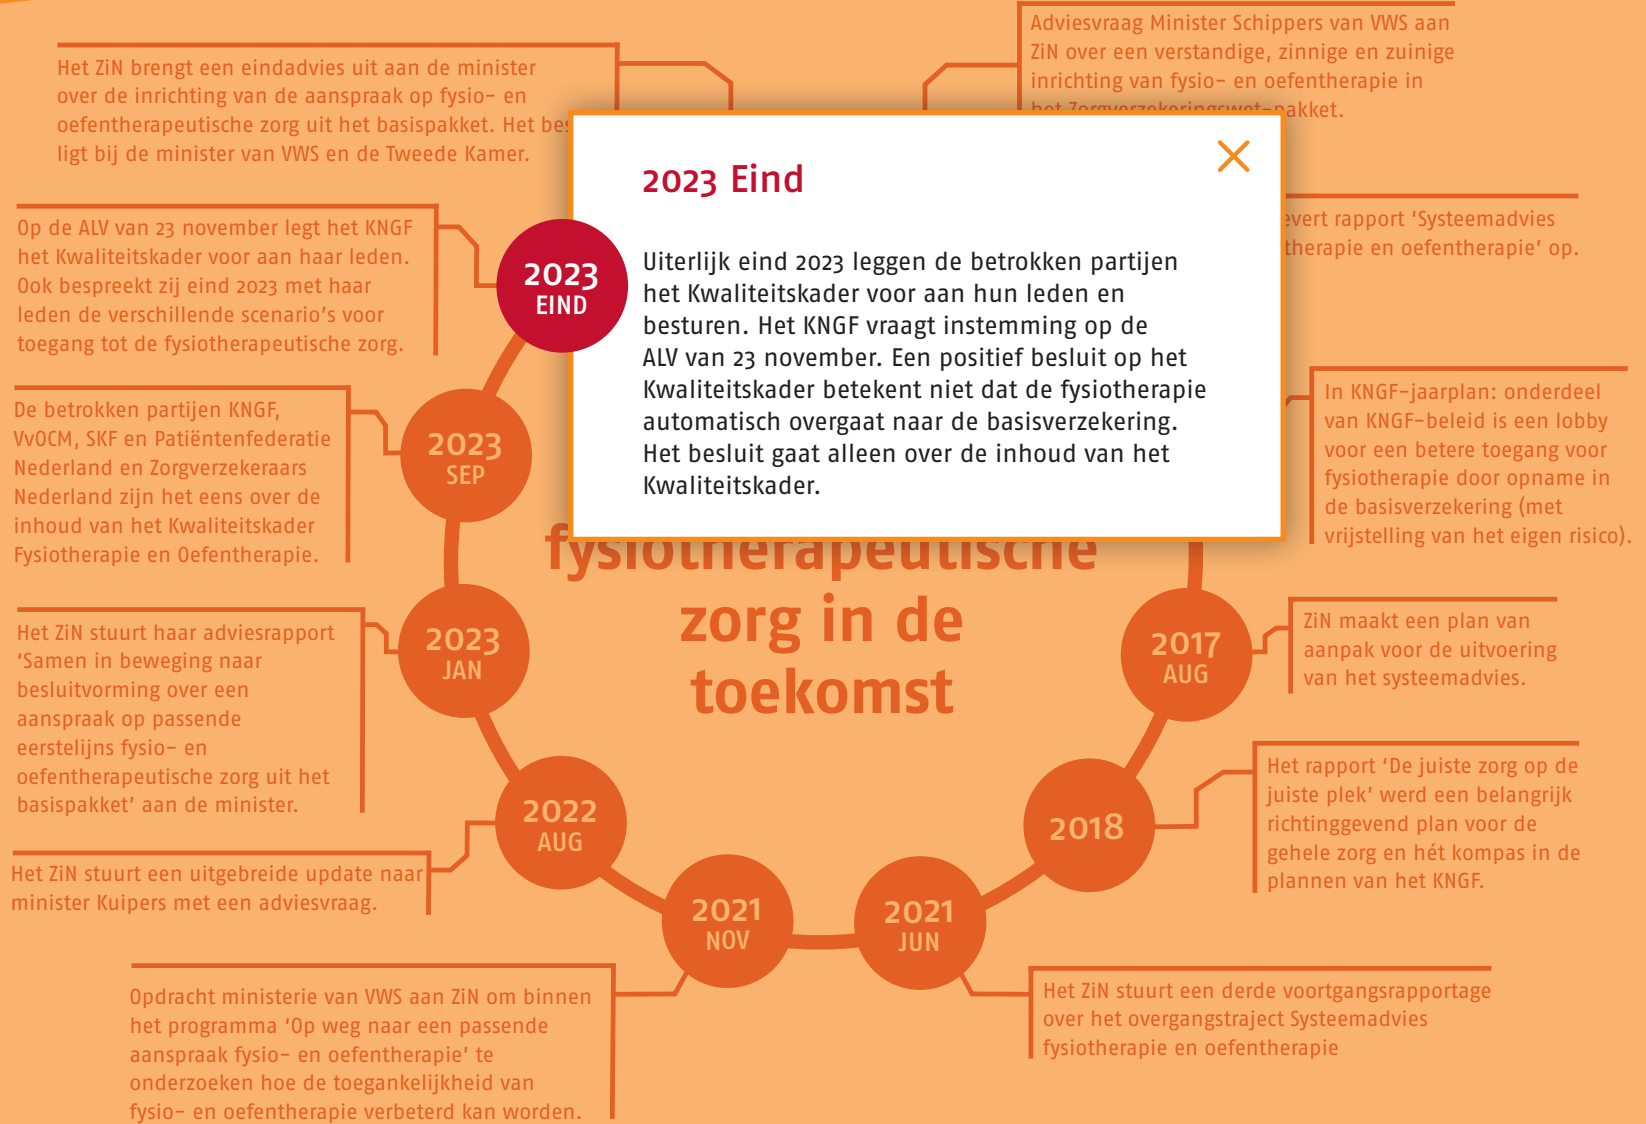 Het ZiN brengt een eindadvies uit aan de minister
over de inrichting van de aanspraak op fysio- en
oefentherapeutische zorg uit het basispakket. Het
ligt bij de minister van VWS en de Tweede Kamer.
Adviesvraag Minister Schippers van VWS aan
ZiN over een verstandige, zinnige en zuinige
inrichting van fysio- en oefentherapie in
het Zorgverzekeringswet-pakket.
2023 Eind
Uiterlijk eind 2023 leggen de betrokken partijen
het Kwaliteitskader voor aan hun leden en
besturen. Het KNGF vraagt instemming op de
ALV van 23 november. Een positief besluit op het
Kwaliteitskader betekent niet dat de fysiotherapie
automatisch overgaat naar de basisverzekering.
Het besluit gaat alleen over de inhoud van het
Kwaliteitskader.
rapport ‘Systeemadvies
en oefentherapie’ op.
Op de ALV van 23 november legt het KNGF
het Kwaliteitskader voor aan haar leden.
Ook bespreekt zij eind 2023 met haar
leden de verschillende scenario's voor
toegang tot de fysiotherapeutische zorg.
2023
EIND
De betrokken partijen KNGF,
VvOCM, SKF en Patiëntenfederatie
Nederland en Zorgverzekeraars
Nederland zijn het eens over de
inhoud van het Kwaliteitskader
Fysiotherapie en Oefentherapie.
2023
SEP
In KNGF-jaarplan: onderdeel
van KNGF-beleid is een lobby
voor een betere toegang voor
fysiotherapie door opname in
de basisverzekering (met
vrijstelling van het eigen risico).
fysiotherapeutische
zorg in de
toekomst
Het ZiN stuurt haar adviesrapport
‘Samen in beweging naar
besluitvorming over een
aanspraak op passende
eerstelijns fysio- en
oefentherapeutische zorg uit het
basispakket’ aan de minister.
2023
JAN
2017
AUG
ZiN maakt een plan van
aanpak voor de uitvoering
van het systeemadvies.
2022
AUG
2018
Het rapport ‘De juiste zorg op de
juiste plek’ werd een belangrijk
richtinggevend plan voor de
gehele zorg en hét kompas in de
plannen van het KNGF.
Het ZiN stuurt een uitgebreide update naar
minister Kuipers met een adviesvraag.
2021
NOV
2021
JUN
Opdracht ministerie van VWS aan ZiN om binnen
het programma ‘Op weg naar een passende
aanspraak fysio- en oefentherapie’ te
onderzoeken hoe de toegankelijkheid van
fysio- en oefentherapie verbeterd kan worden.
Het ZiN stuurt een derde voortgangsrapportage
over het overgangstraject Systeemadvies
fysiotherapie en oefentherapie